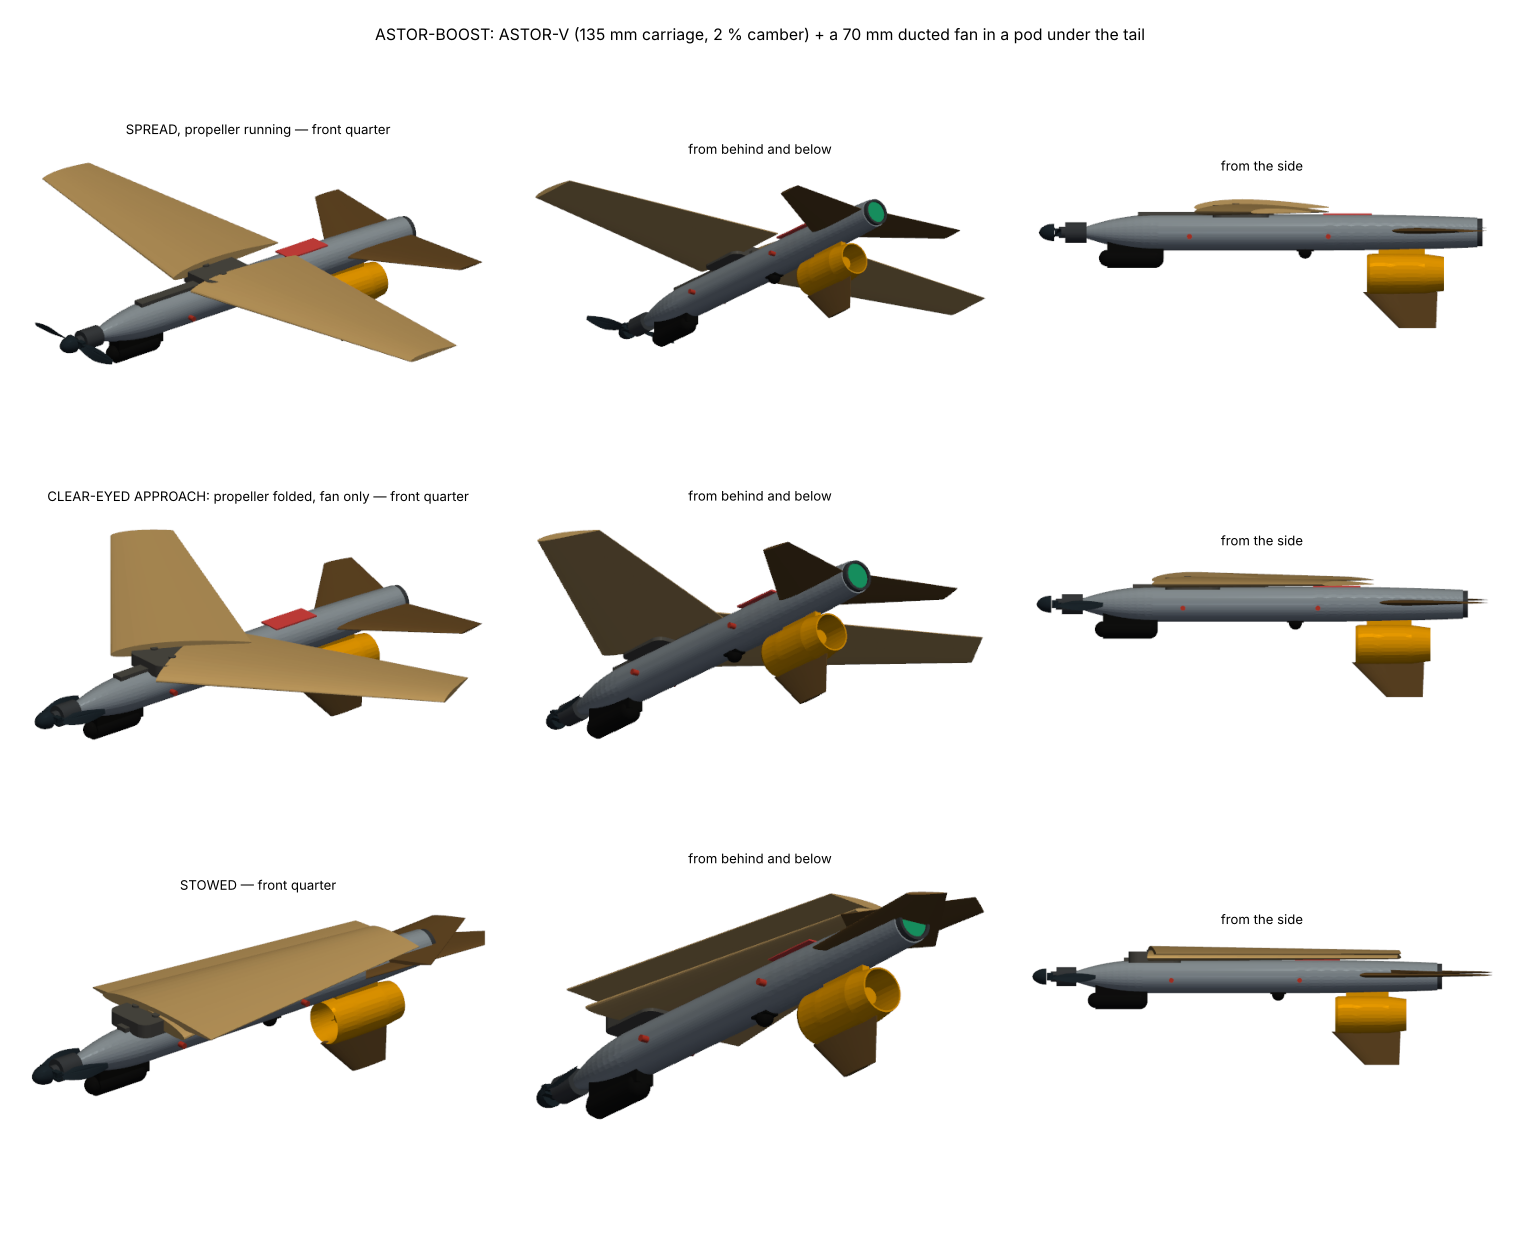 ASTOR-BOOST: ASTOR-V (135 mm carriage, 2 % camber) + a 70 mm ducted fan in a pod under the tail
SPREAD, propeller running — front quarter
from behind and below
from the side
CLEAR-EYED APPROACH: propeller folded, fan only — front quarter
from behind and below
from the side
STOWED — front quarter
from behind and below
from the side